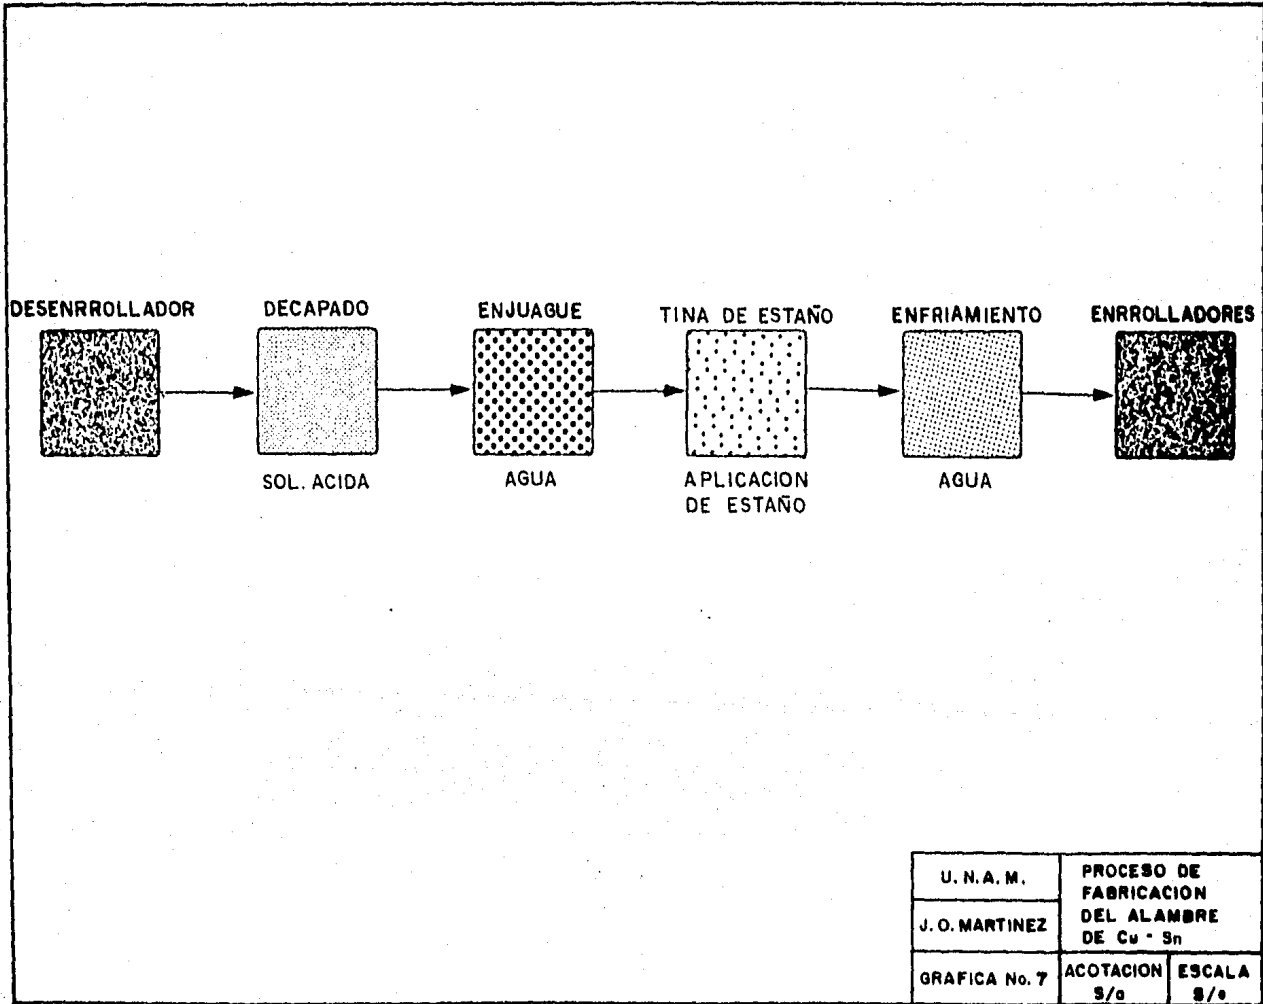 DESENRROLLADOR
DECAPADO
ENJUAGUE
TINA DE ESTAÑO
ENFRIAMIENTO
ENRROLLADORES
SOL. ACIDA
AGUA
APLICACION
DE ESTAÑO
AGUA
U. N. A. M.
PROCESO DE
FABRICACION
DEL ALAMBRE
DE Cu - Sn
J. O. MARTINEZ
GRAFICA No. 7
ACOTACION
S/a
ESCALA
S/e